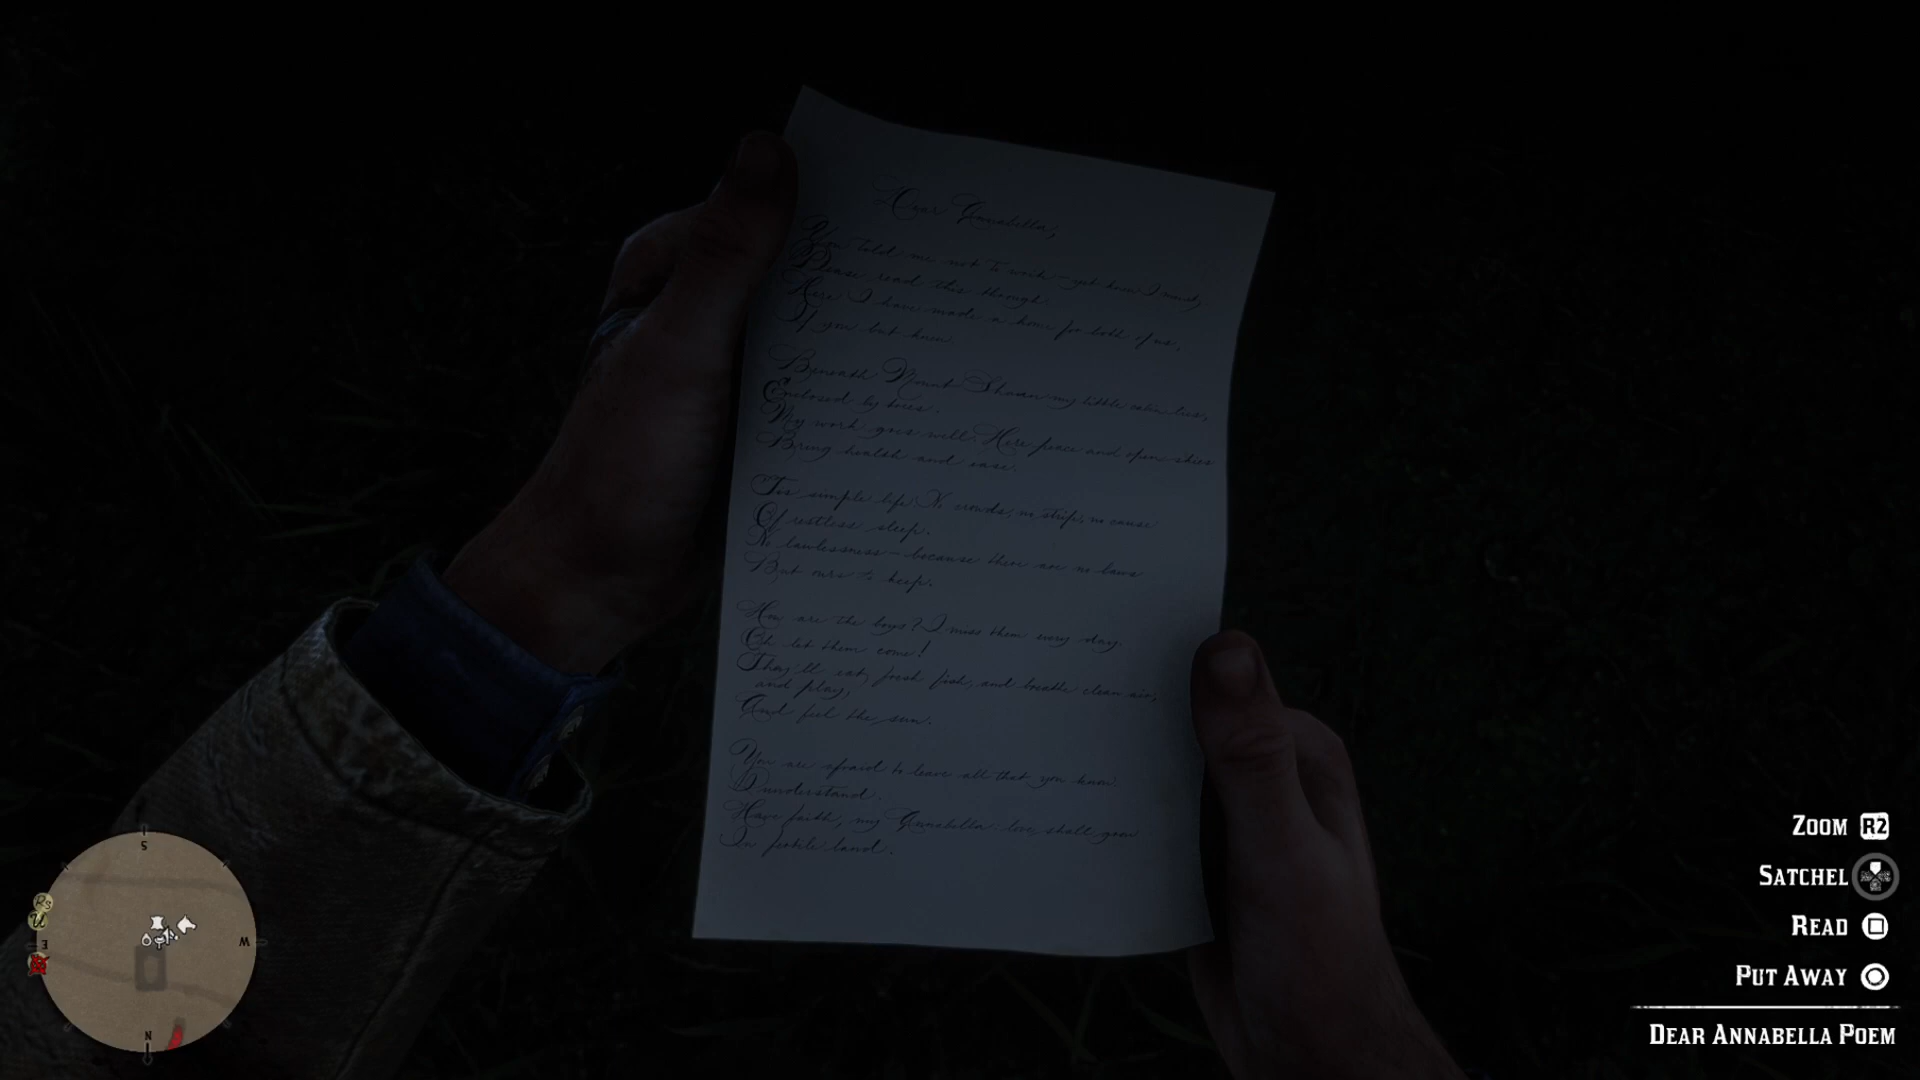 Dear Annabella,
You told me not to write - yet here I must,
Please read this through.
Here I have made a home for both of us,
If you but knew.
Beneath Mount Shann my little cabin lies,
Enclosed by trees.
My work goes well. Here peace and open skies
Bring health and ease.
The simple life! No crowds, no strife, no cause
Of restless sleep.
No lawlessness - because there are no laws
But ours to keep.
How are the boys? I miss them every day.
Oh let them come!
They'll eat fresh fish, and breathe clean air,
and play,
And feel the sun.
You are afraid to leave all that you know.
I understand.
Have faith, my Annabella: love shall grow
In fertile land.
S
E
W
N
Rs
ZOOM R2
SATCHEL
READ
PUT AWAY
DEAR ANNABELLA POEM